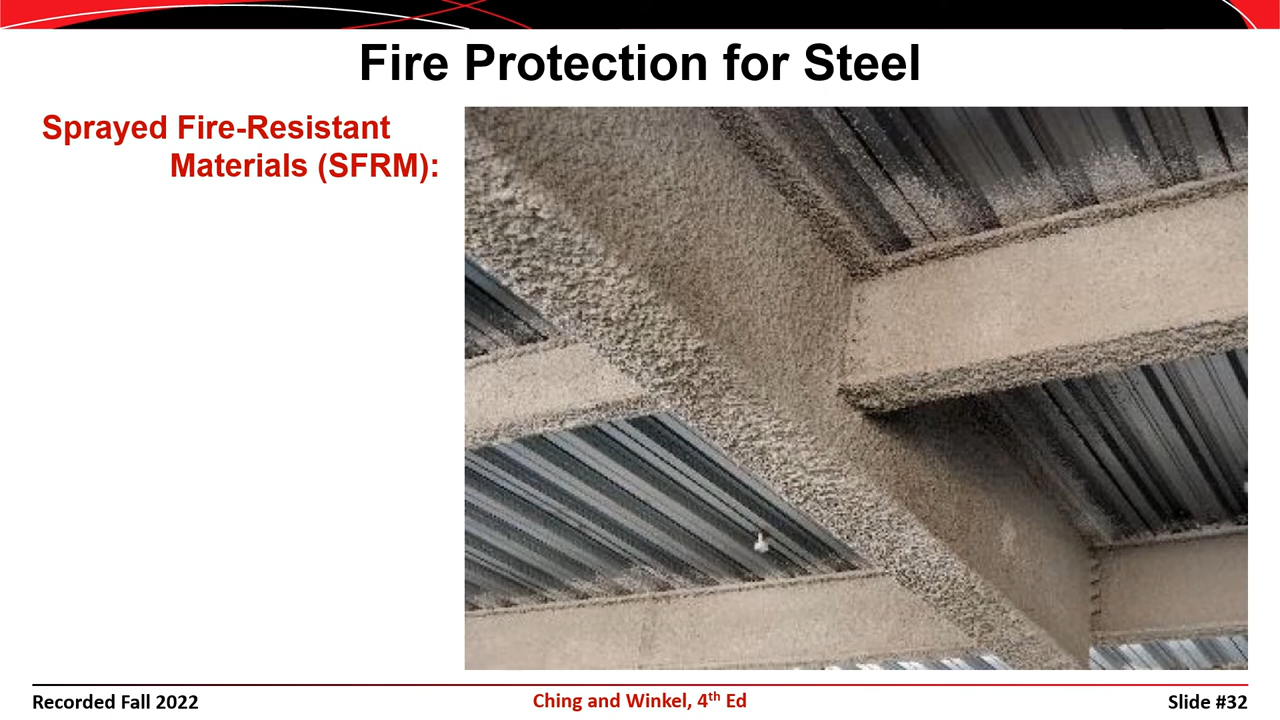 Fire Protection for Steel
Sprayed Fire-Resistant
Materials (SFRM):
Recorded Fall 2022
Ching and Winkel, 4th Ed
Slide #32